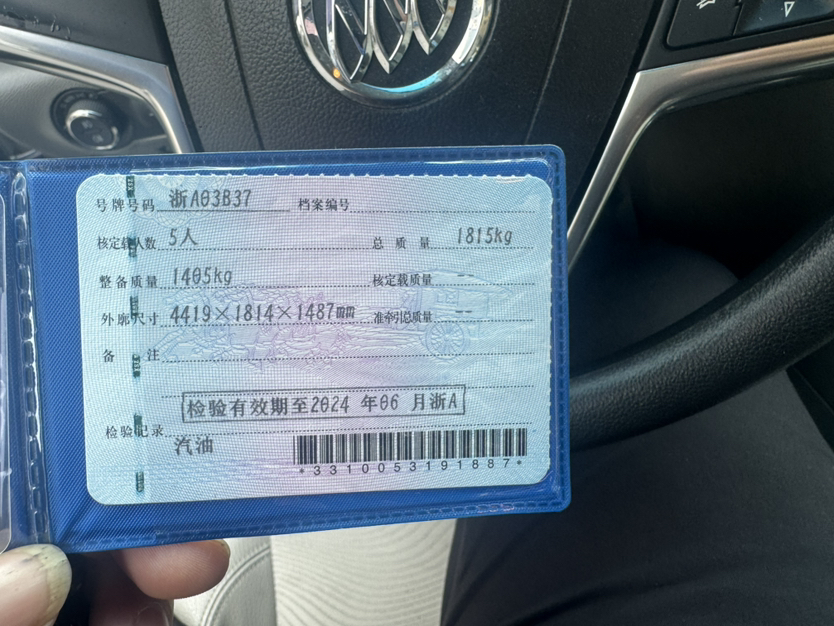 号牌号码 浙A03B37 档案编号
核定载人数 5人 总质量 1815kg
整备质量 1405kg 核定载质量 --
外廓尺寸 4419×1814×1487mm 准牵引总质量 --
备注
检验有效期至2024年06月浙A
检验记录
汽油
*3310053191887*